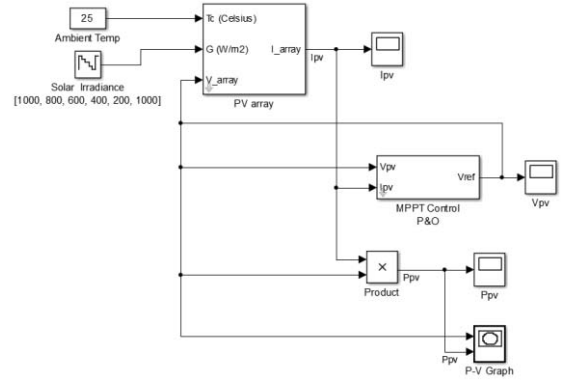 25
Ambient Temp
Solar Irradiance
[1000, 800, 600, 400, 200, 1000]
Tc (Celsius)
G (W/m2)
V_array
I_array
PV array
Ipv
Ipv
Vpv
Ipv
Vref
MPPT Control
P&O
Vpv
×
Product
Ppv
Ppv
Ppv
P-V Graph